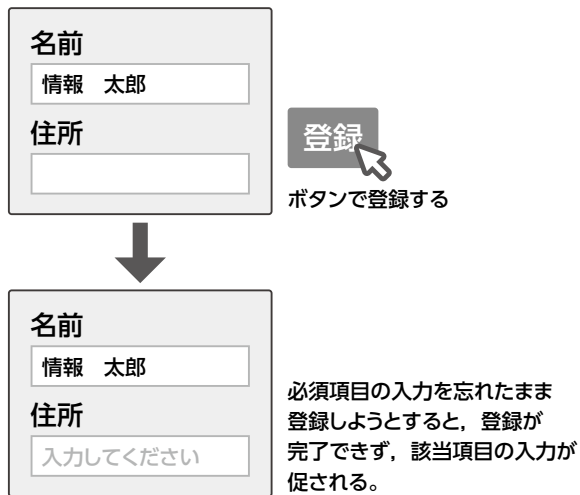 名前
情報　太郎
住所
登録
ボタンで登録する
名前
情報　太郎
住所
入力してください
必須項目の入力を忘れたまま
登録しようとすると，登録が
完了できず，該当項目の入力が
促される。